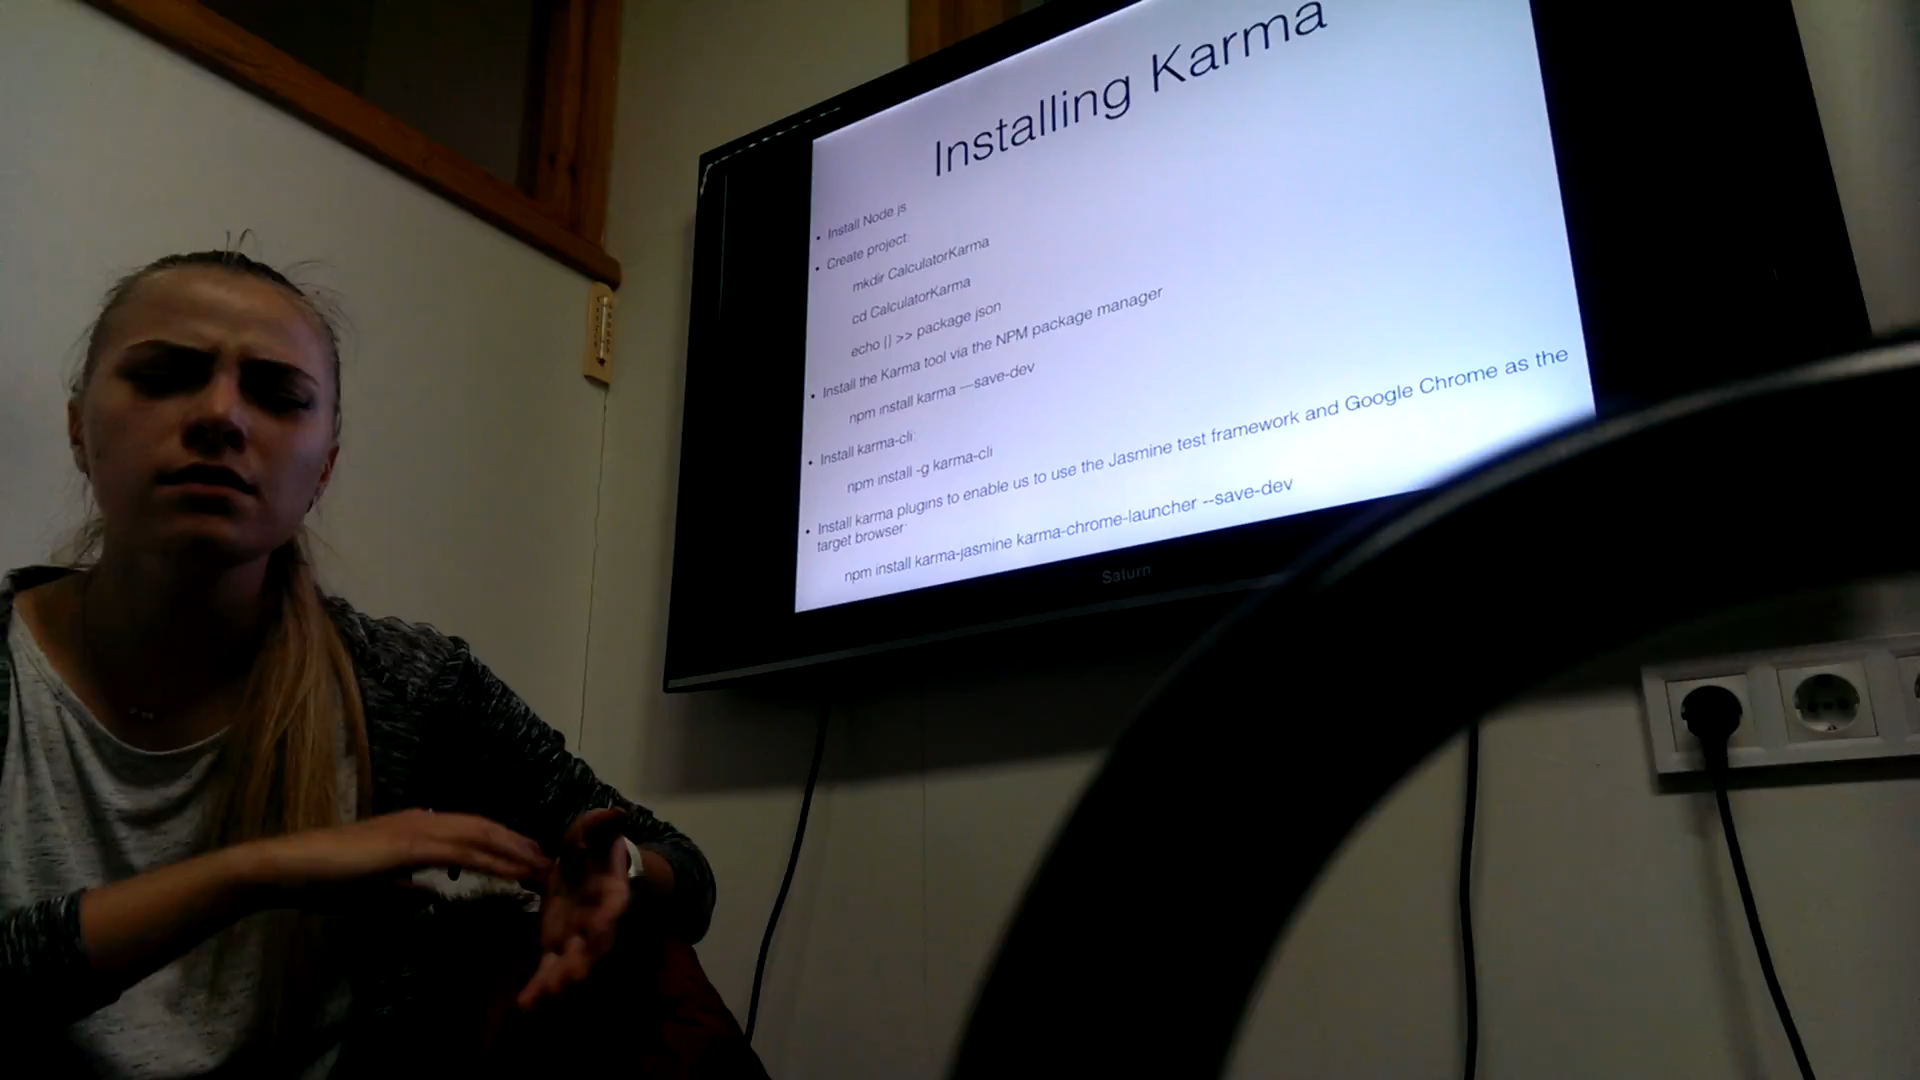 Installing Karma
• Install Node js
• Create project:
mkdir CalculatorKarma
cd CalculatorKarma
echo {} >> package json
• Install the Karma tool via the NPM package manager
npm install karma —save-dev
• Install karma-cli:
npm install -g karma-cli
• Install karma plugins to enable us to use the Jasmine test framework and Google Chrome as the
target browser:
npm install karma-jasmine karma-chrome-launcher --save-dev
Saturn